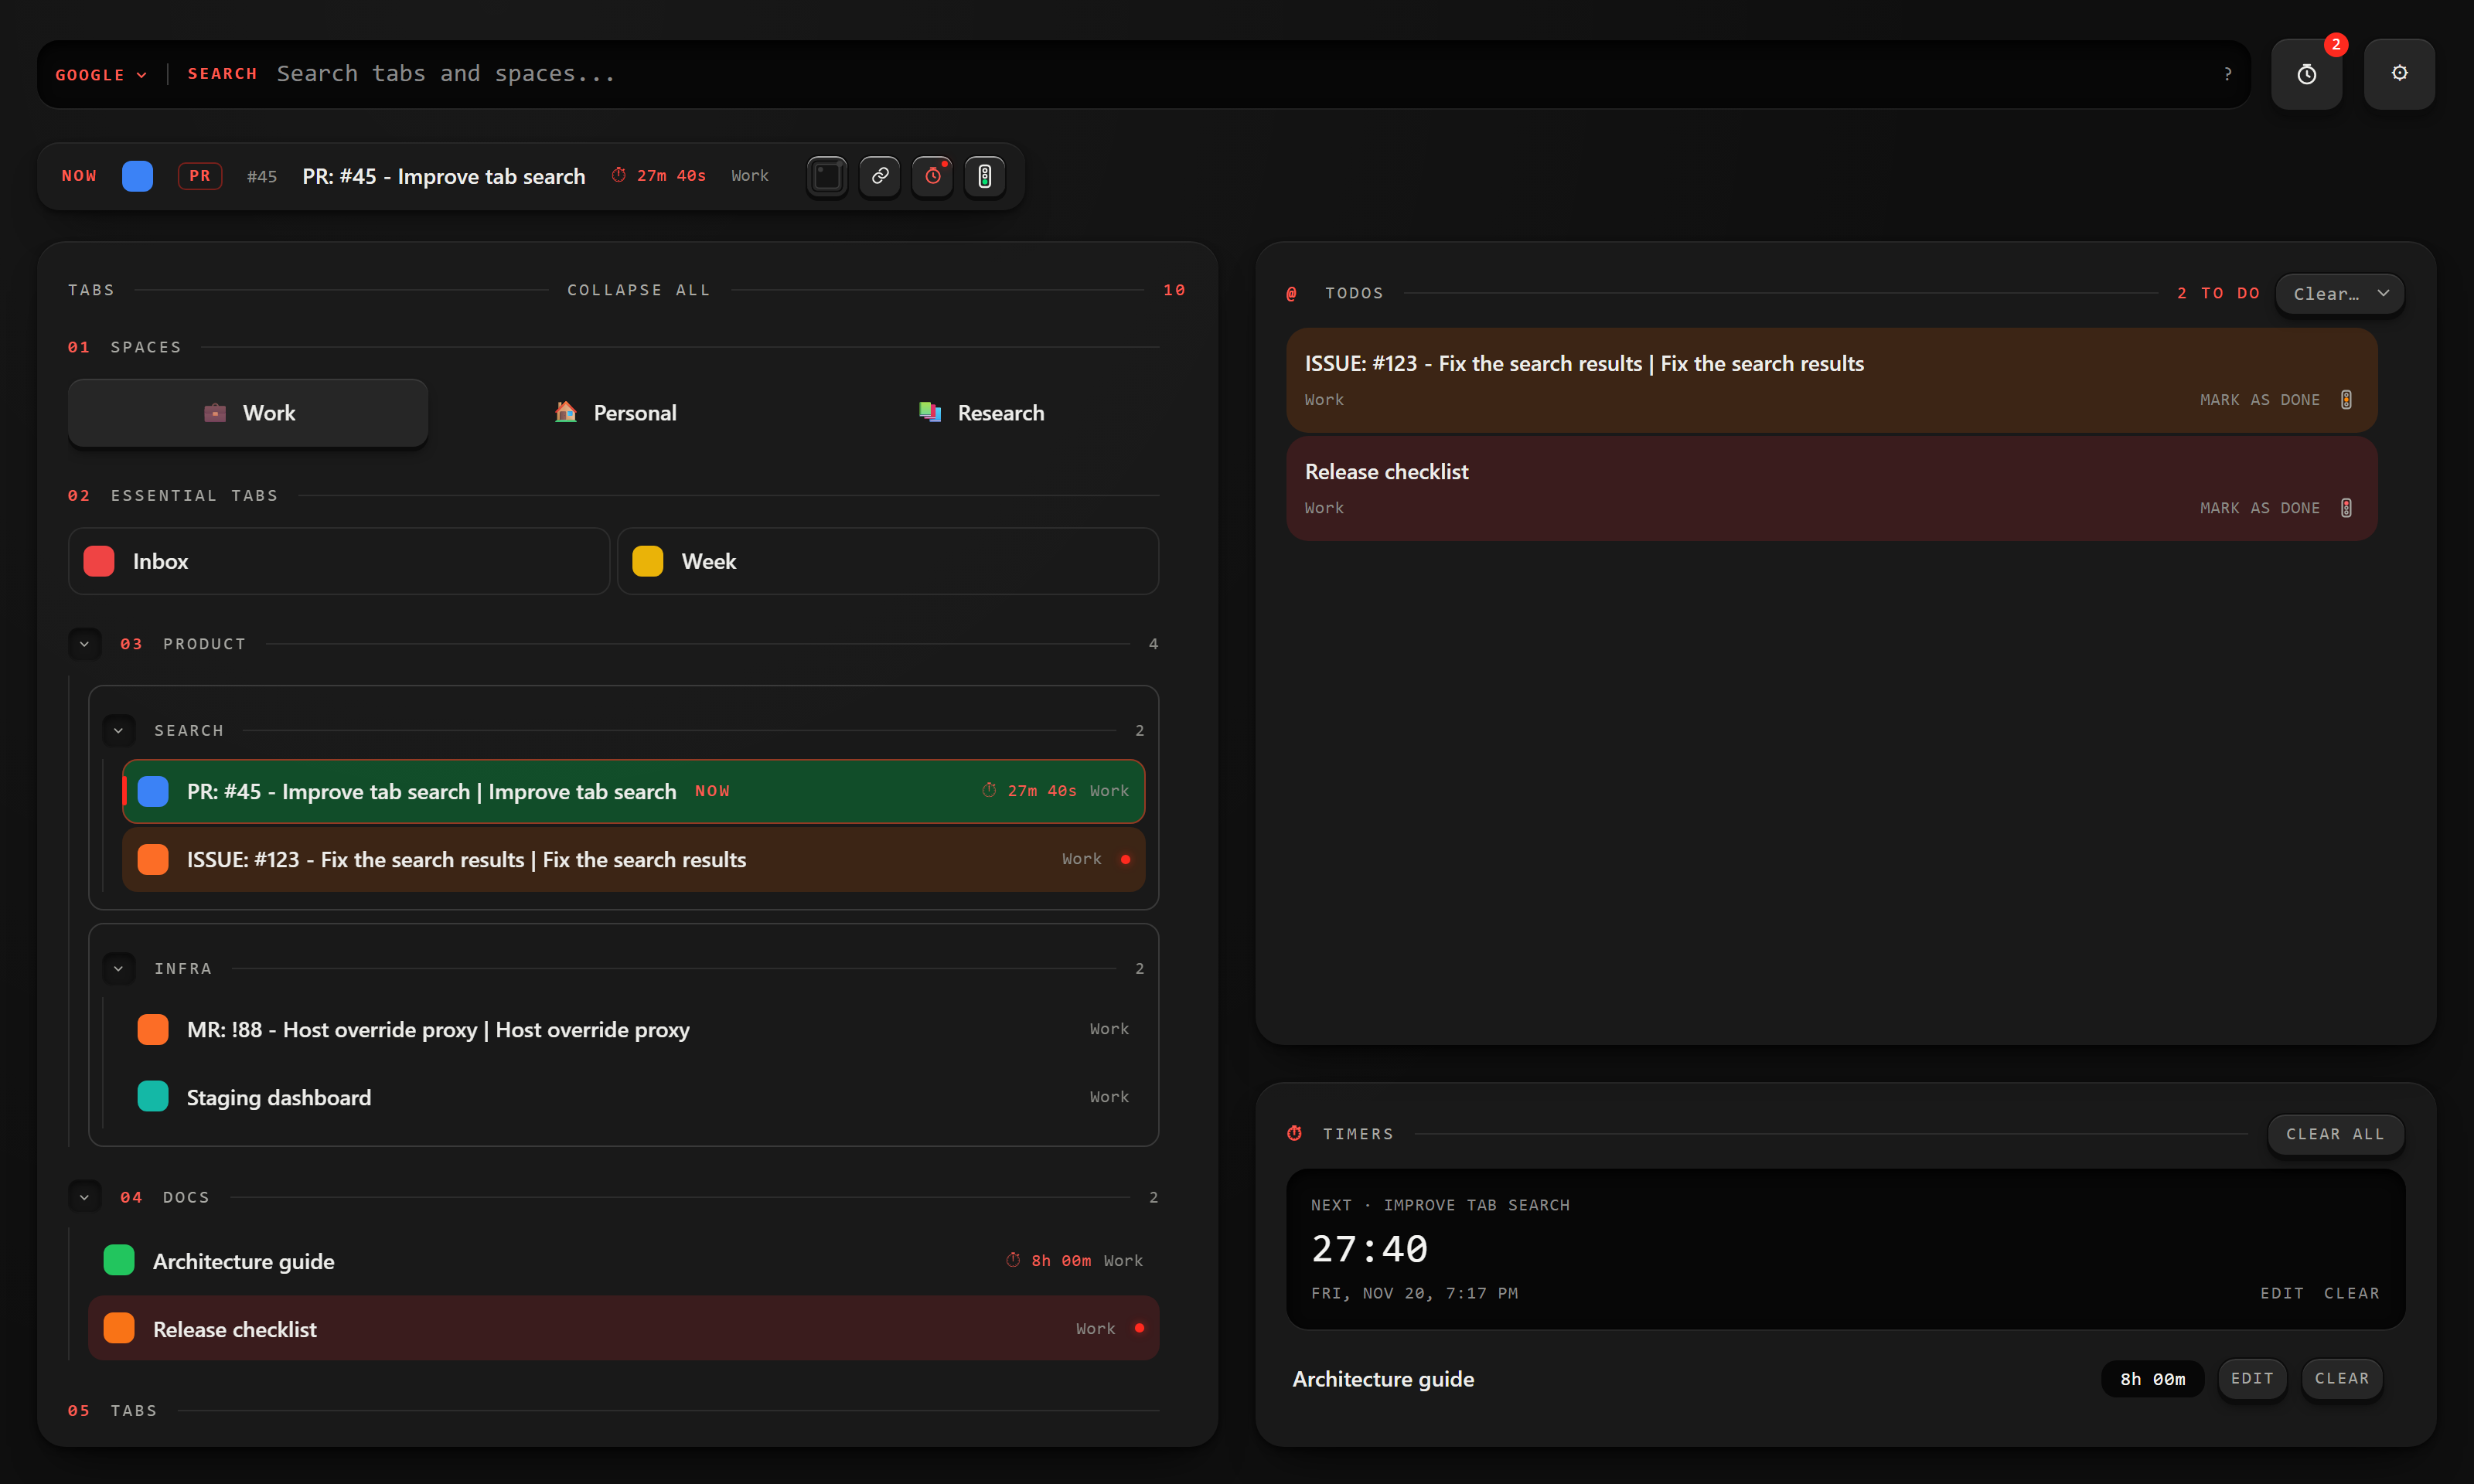 GOOGLE SEARCH Search tabs and spaces... ? 2
NOW PR #45 PR: #45 - Improve tab search 27m 40s Work
TABS COLLAPSE ALL 10
01 SPACES
Work Personal Research
02 ESSENTIAL TABS
Inbox Week
03 PRODUCT 4
SEARCH 2
PR: #45 - Improve tab search | Improve tab search NOW 27m 40s Work
ISSUE: #123 - Fix the search results | Fix the search results Work
INFRA 2
MR: !88 - Host override proxy | Host override proxy Work
Staging dashboard Work
04 DOCS 2
Architecture guide 8h 00m Work
Release checklist Work
05 TABS
@ TODOS 2 TO DO Clear…
ISSUE: #123 - Fix the search results | Fix the search results
Work MARK AS DONE
Release checklist
Work MARK AS DONE
TIMERS CLEAR ALL
NEXT · IMPROVE TAB SEARCH
27:40
FRI, NOV 20, 7:17 PM EDIT CLEAR
Architecture guide 8h 00m EDIT CLEAR